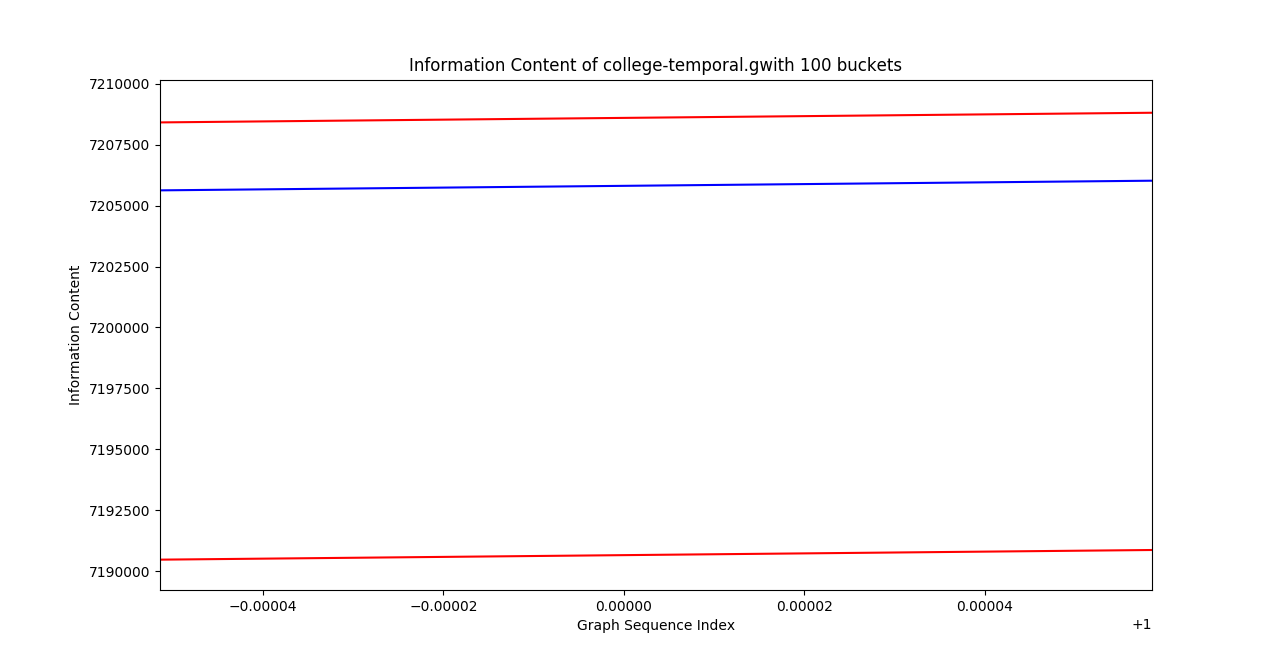 Information Content of college-temporal.gwith 100 buckets
7210000
7207500
7205000
7202500
7200000
7197500
7195000
7192500
7190000
Information Content
−0.00004 −0.00002 0.00000 0.00002 0.00004
Graph Sequence Index
+1